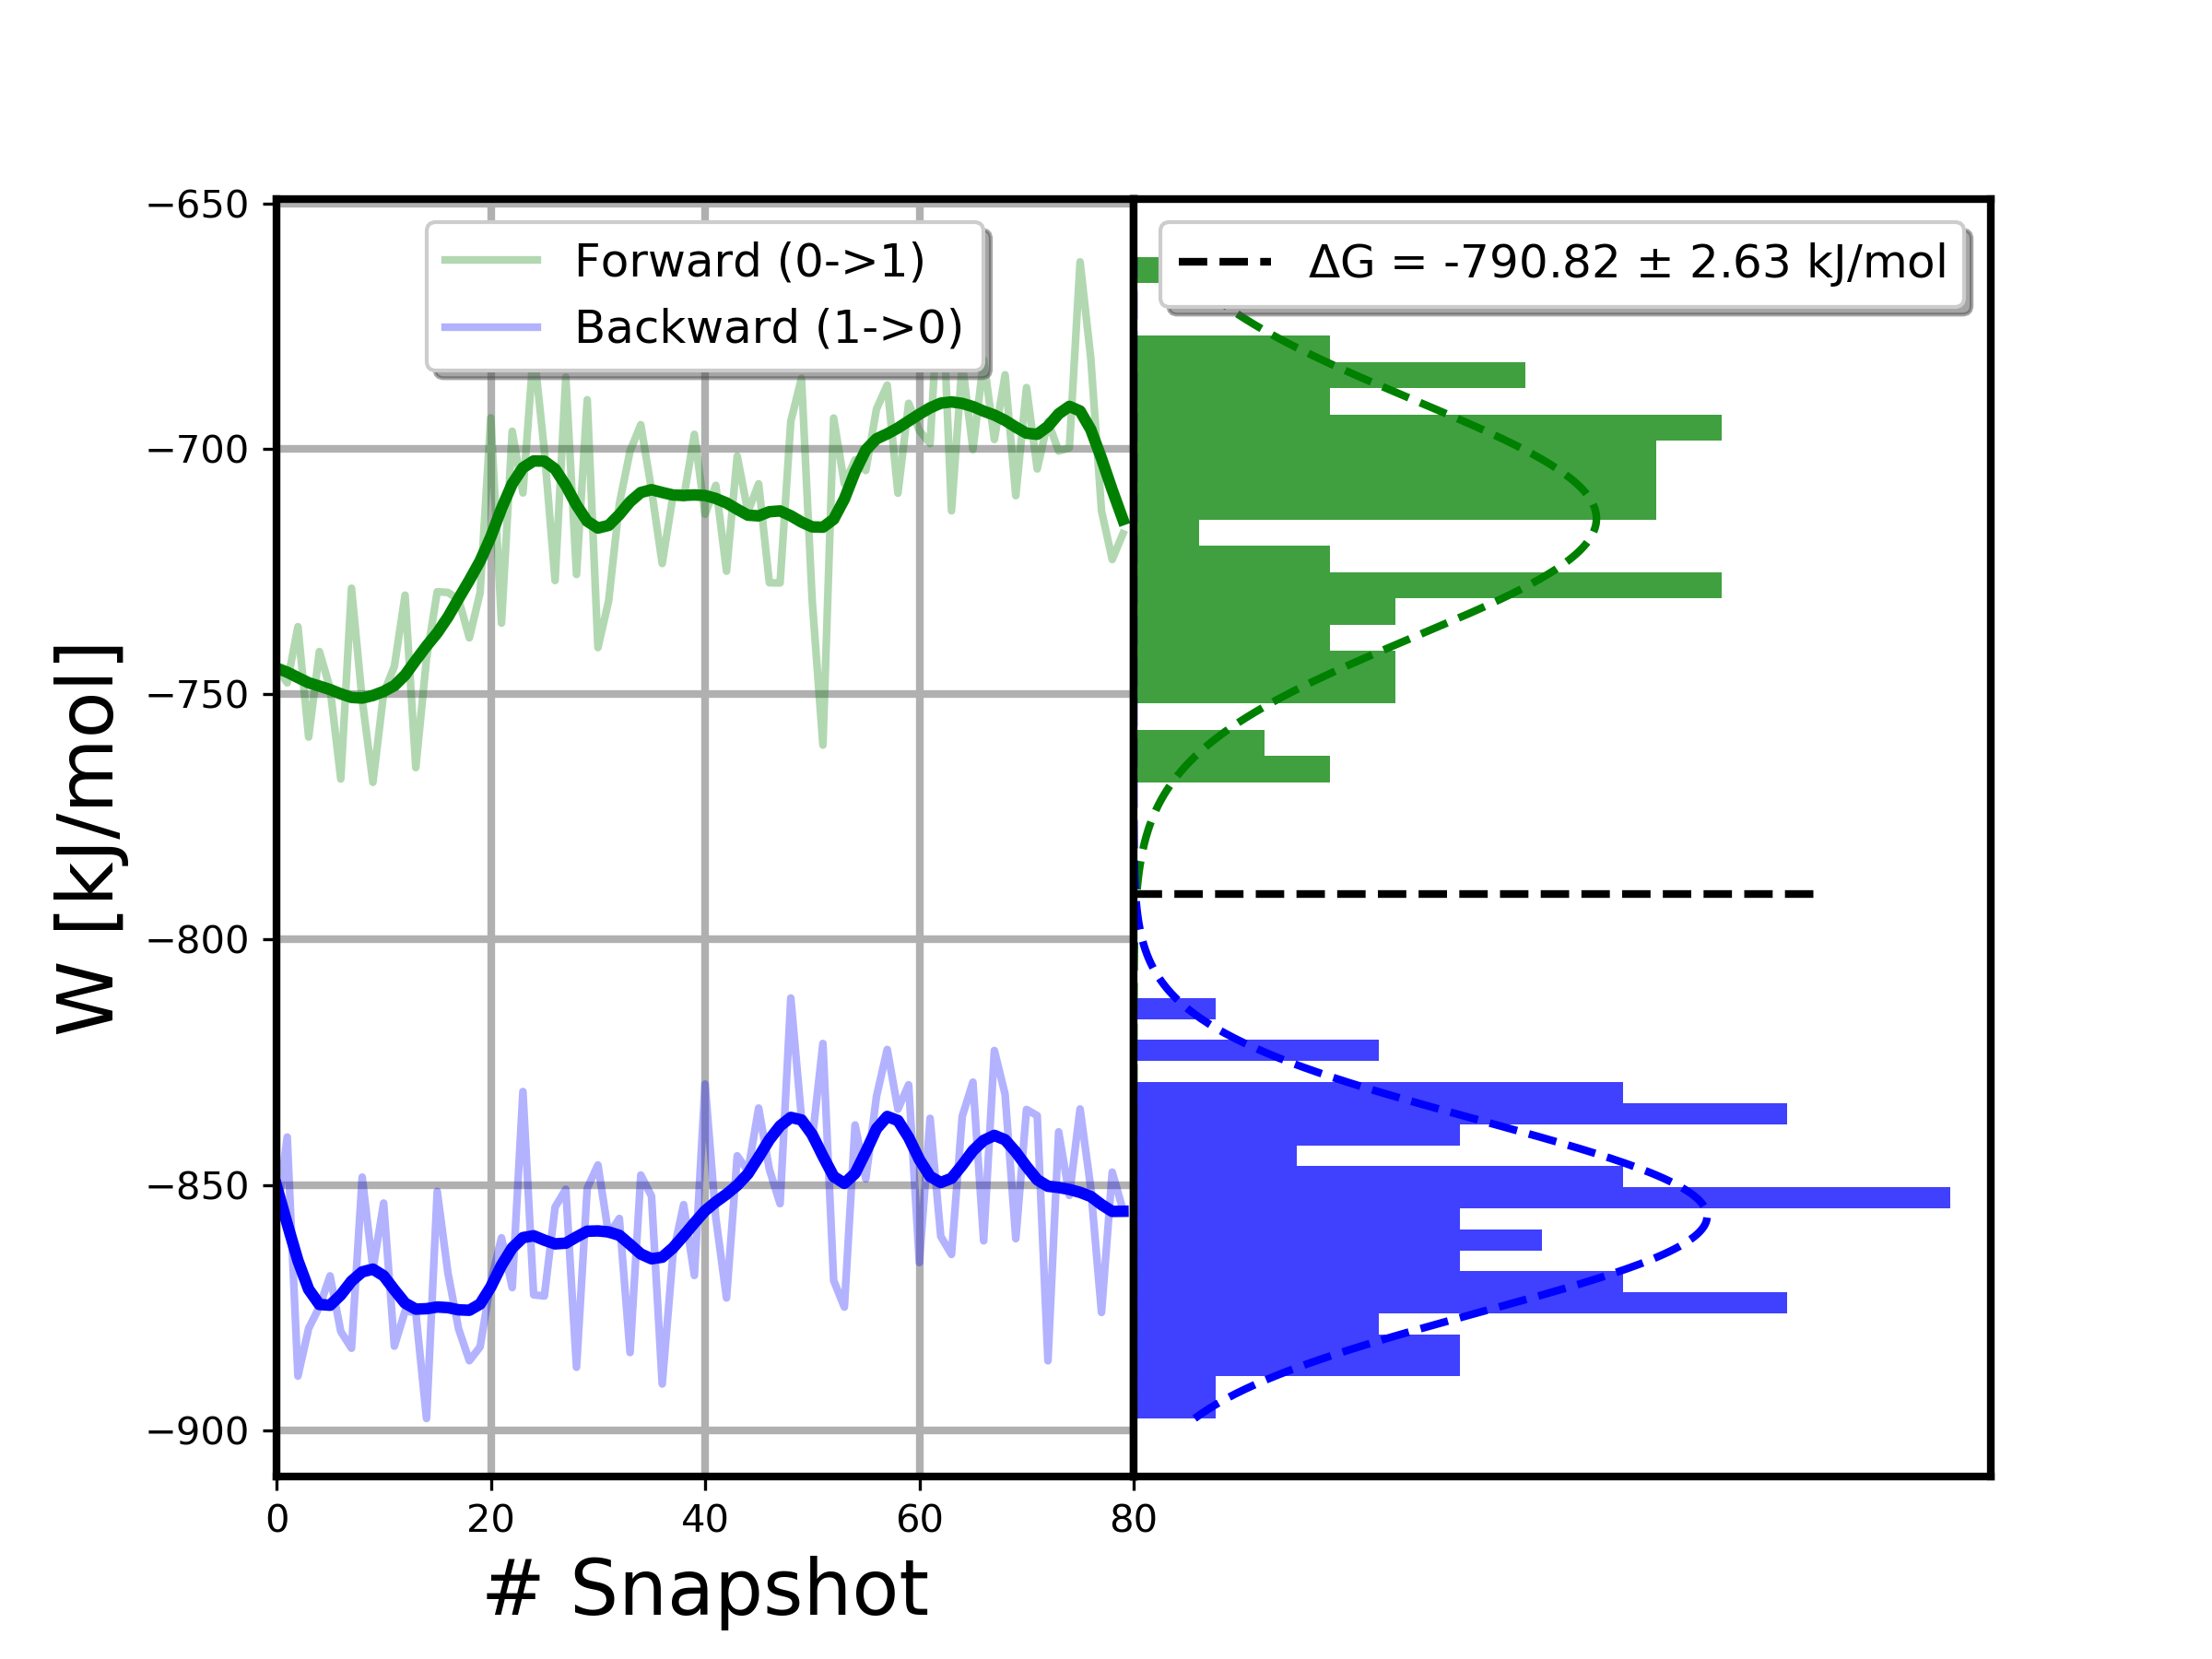 Forward (0->1)
Backward (1->0)
ΔG = -790.82 ± 2.63 kJ/mol
W [kJ/mol]
−650
−700
−750
−800
−850
−900
0
20
40
60
80
# Snapshot